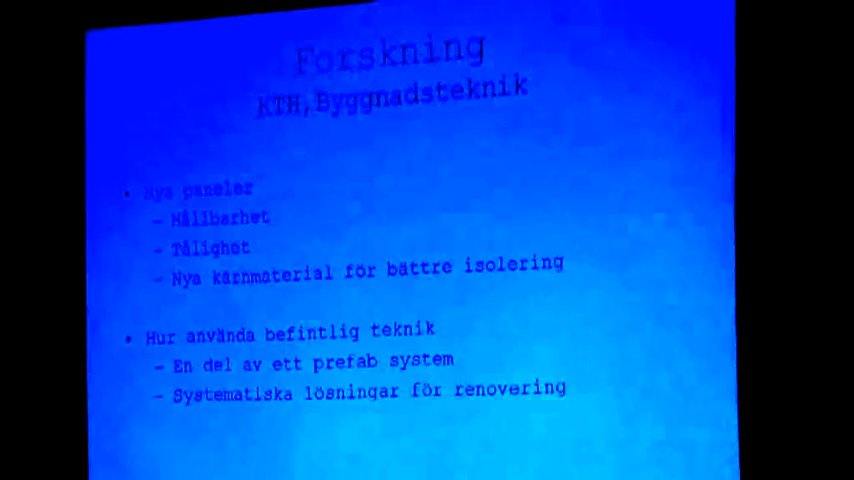 Forskning
KTH, Byggnadsteknik
• Nya paneler
– Hållbarhet
– Tålighet
– Nya kärnmaterial för bättre isolering
• Hur använda befintlig teknik
– En del av ett prefab system
– Systematiska lösningar för renovering